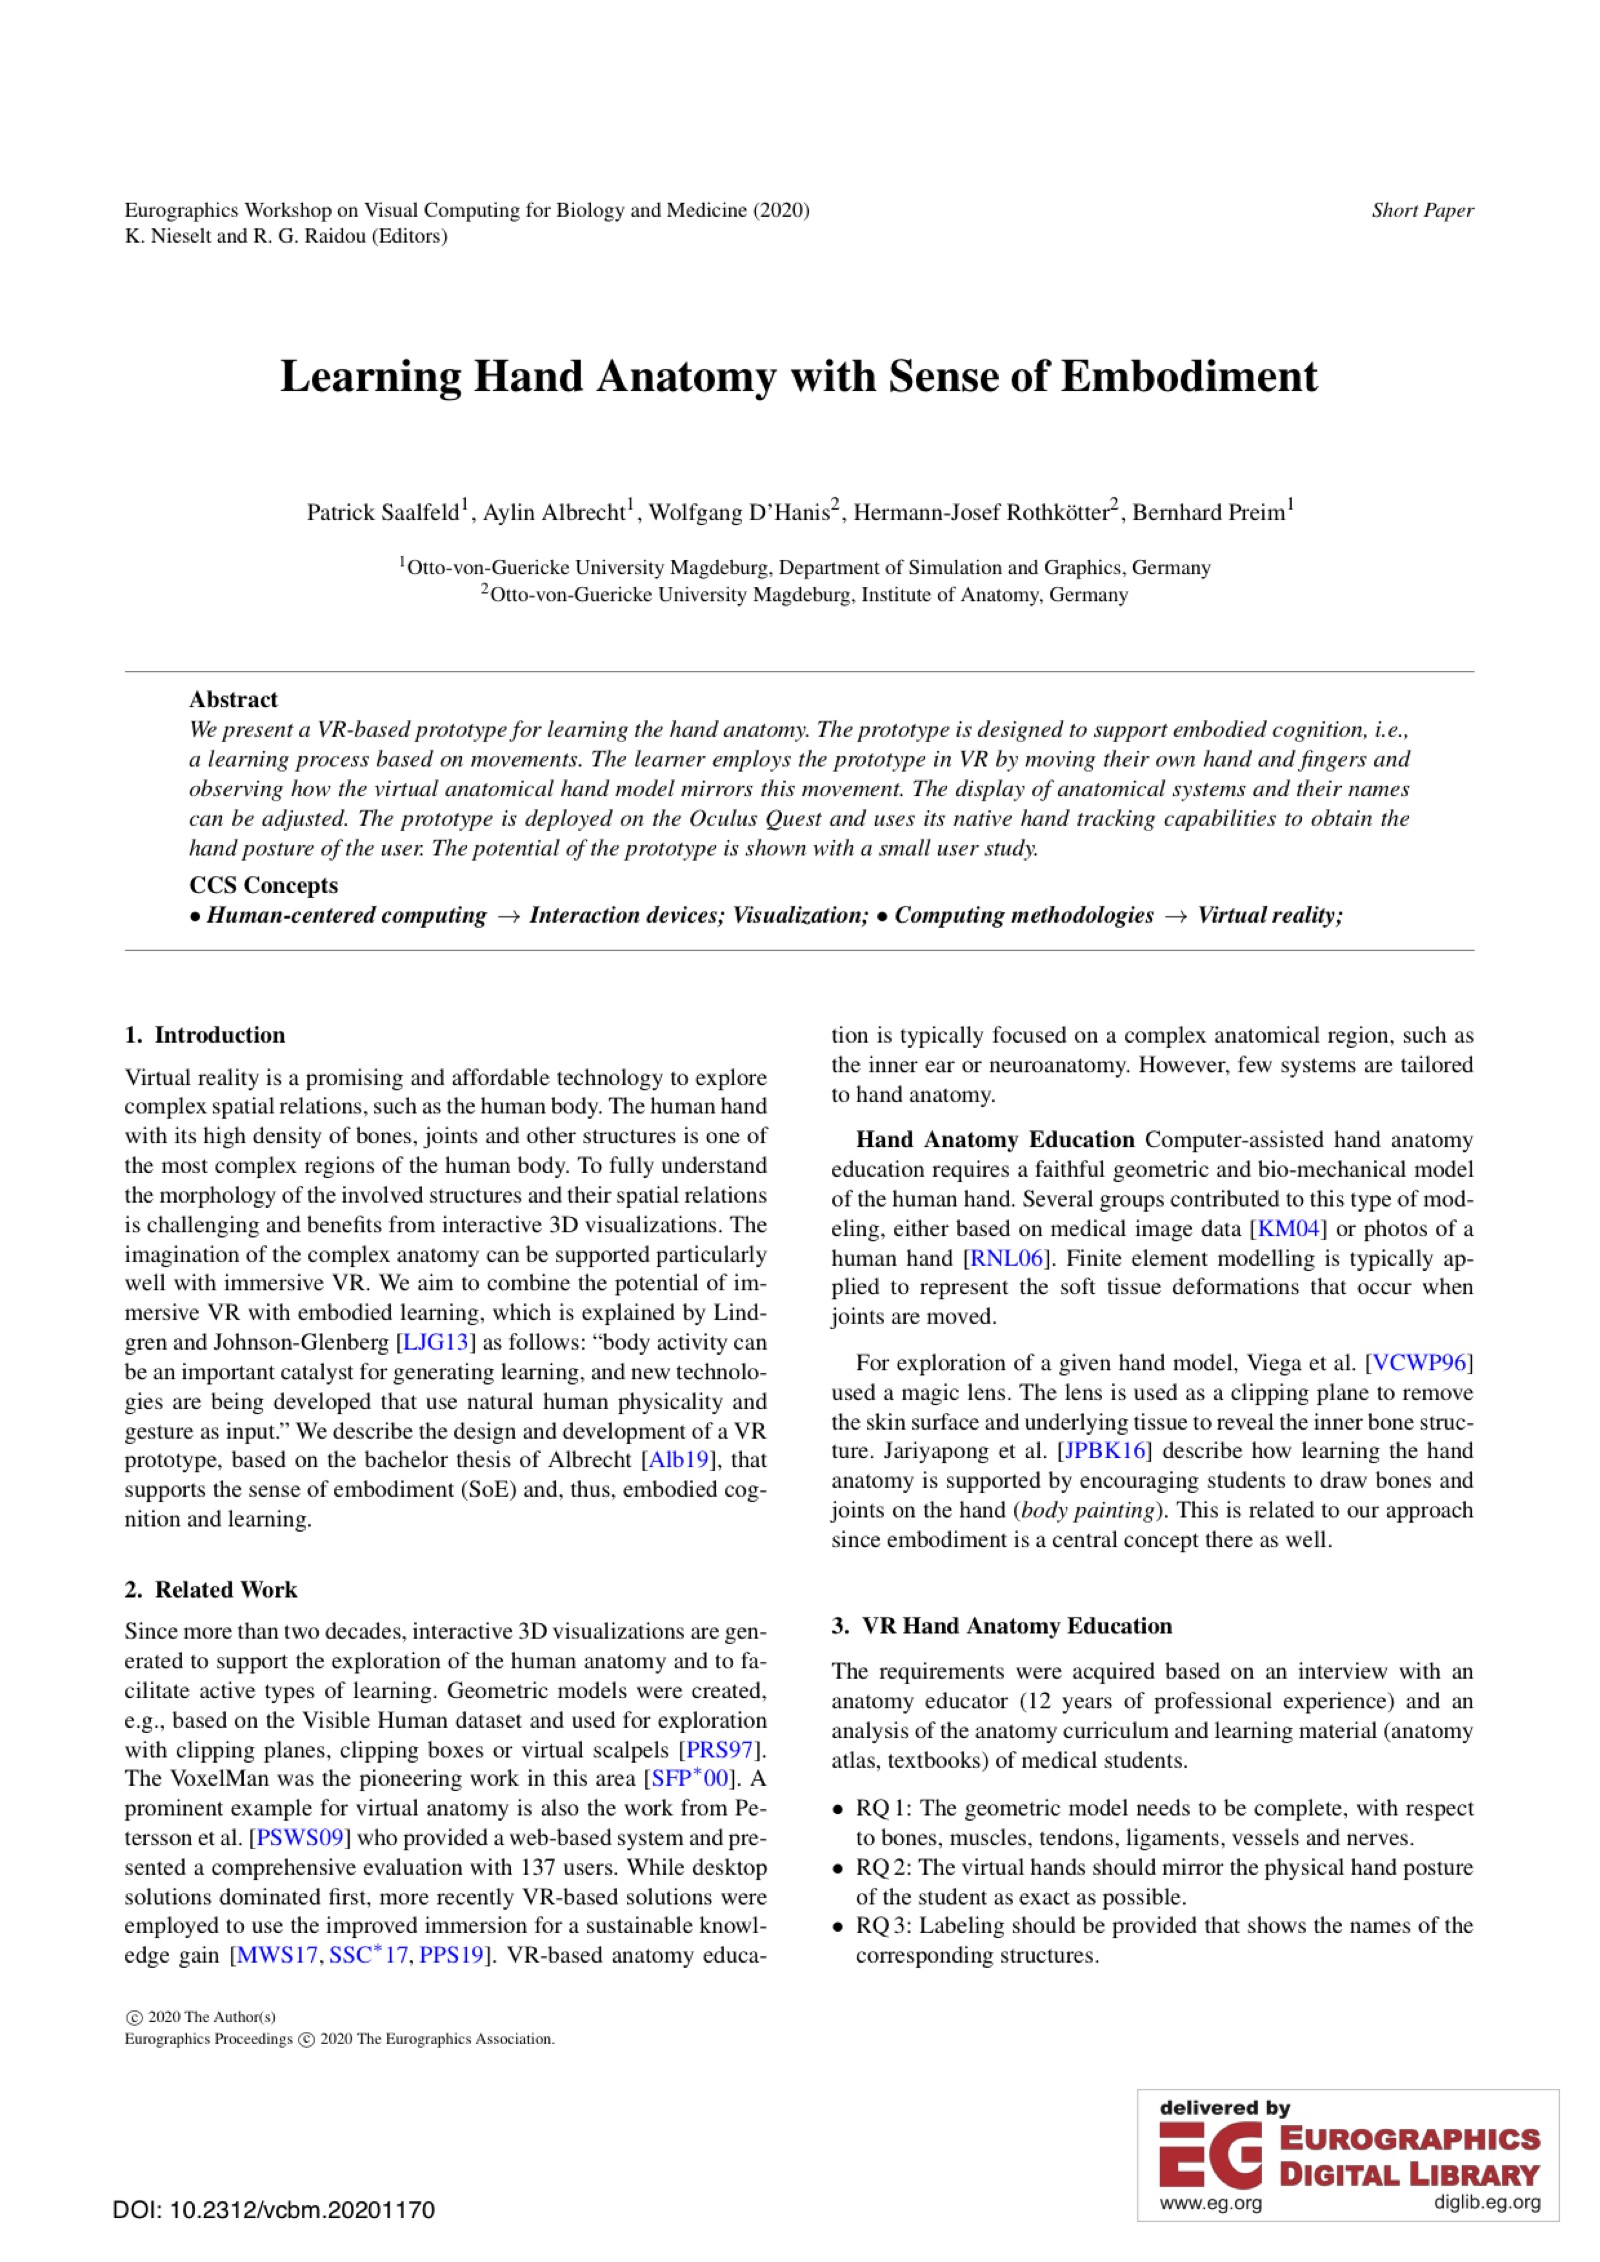 Eurographics Workshop on Visual Computing for Biology and Medicine (2020)
K. Nieselt and R. G. Raidou (Editors)
Short Paper
Learning Hand Anatomy with Sense of Embodiment
Patrick Saalfeld1, Aylin Albrecht1, Wolfgang D'Hanis2, Hermann-Josef Rothkötter2, Bernhard Preim1
1Otto-von-Guericke University Magdeburg, Department of Simulation and Graphics, Germany
2Otto-von-Guericke University Magdeburg, Institute of Anatomy, Germany
Abstract
We present a VR-based prototype for learning the hand anatomy. The prototype is designed to support embodied cognition, i.e.,
a learning process based on movements. The learner employs the prototype in VR by moving their own hand and fingers and
observing how the virtual anatomical hand model mirrors this movement. The display of anatomical systems and their names
can be adjusted. The prototype is deployed on the Oculus Quest and uses its native hand tracking capabilities to obtain the
hand posture of the user. The potential of the prototype is shown with a small user study.
CCS Concepts
• Human-centered computing → Interaction devices; Visualization; • Computing methodologies → Virtual reality;
1. Introduction
Virtual reality is a promising and affordable technology to explore
complex spatial relations, such as the human body. The human hand
with its high density of bones, joints and other structures is one of
the most complex regions of the human body. To fully understand
the morphology of the involved structures and their spatial relations
is challenging and benefits from interactive 3D visualizations. The
imagination of the complex anatomy can be supported particularly
well with immersive VR. We aim to combine the potential of im-
mersive VR with embodied learning, which is explained by Lind-
gren and Johnson-Glenberg [LJG13] as follows: “body activity can
be an important catalyst for generating learning, and new technolo-
gies are being developed that use natural human physicality and
gesture as input.” We describe the design and development of a VR
prototype, based on the bachelor thesis of Albrecht [Alb19], that
supports the sense of embodiment (SoE) and, thus, embodied cog-
nition and learning.
2. Related Work
Since more than two decades, interactive 3D visualizations are gen-
erated to support the exploration of the human anatomy and to fa-
cilitate active types of learning. Geometric models were created,
e.g., based on the Visible Human dataset and used for exploration
with clipping planes, clipping boxes or virtual scalpels [PRS97].
The VoxelMan was the pioneering work in this area [SFP*00]. A
prominent example for virtual anatomy is also the work from Pe-
tersson et al. [PSWS09] who provided a web-based system and pre-
sented a comprehensive evaluation with 137 users. While desktop
solutions dominated first, more recently VR-based solutions were
employed to use the improved immersion for a sustainable knowl-
edge gain [MWS17, SSC*17, PPS19]. VR-based anatomy educa-
tion is typically focused on a complex anatomical region, such as
the inner ear or neuroanatomy. However, few systems are tailored
to hand anatomy.
Hand Anatomy Education Computer-assisted hand anatomy
education requires a faithful geometric and bio-mechanical model
of the human hand. Several groups contributed to this type of mod-
eling, either based on medical image data [KM04] or photos of a
human hand [RNL06]. Finite element modelling is typically ap-
plied to represent the soft tissue deformations that occur when
joints are moved.
For exploration of a given hand model, Viega et al. [VCWP96]
used a magic lens. The lens is used as a clipping plane to remove
the skin surface and underlying tissue to reveal the inner bone struc-
ture. Jariyapong et al. [JPBK16] describe how learning the hand
anatomy is supported by encouraging students to draw bones and
joints on the hand (body painting). This is related to our approach
since embodiment is a central concept there as well.
3. VR Hand Anatomy Education
The requirements were acquired based on an interview with an
anatomy educator (12 years of professional experience) and an
analysis of the anatomy curriculum and learning material (anatomy
atlas, textbooks) of medical students.
• RQ 1: The geometric model needs to be complete, with respect
to bones, muscles, tendons, ligaments, vessels and nerves.
• RQ 2: The virtual hands should mirror the physical hand posture
of the student as exact as possible.
• RQ 3: Labeling should be provided that shows the names of the
corresponding structures.
© 2020 The Author(s)
Eurographics Proceedings © 2020 The Eurographics Association.
DOI: 10.2312/vcbm.20201170
delivered by
EG EUROGRAPHICS
DIGITAL LIBRARY
www.eg.org diglib.eg.org